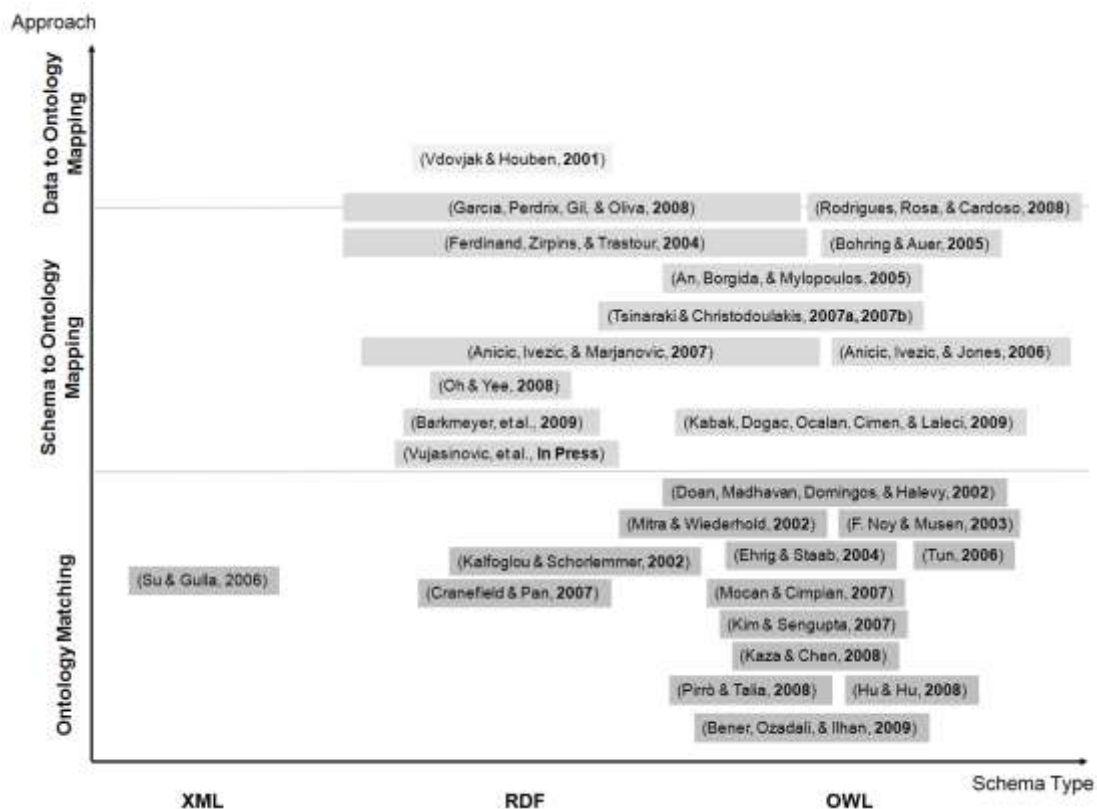 Approach
Data to Ontology
Mapping
(Vdovjak & Houben, 2001)
(Garcia, Perdrix, Gil, & Oliva, 2008)
(Rodrigues, Rosa, & Cardoso, 2008)
(Ferdinand, Zirpins, & Trastour, 2004)
(Bohring & Auer, 2005)
Schema to Ontology
Mapping
(An, Borgida, & Mylopoulos, 2005)
(Tsinaraki & Christodoulakis, 2007a, 2007b)
(Anicic, Ivezic, & Marjanovic, 2007)
(Anicic, Ivezic, & Jones, 2006)
(Oh & Yee, 2008)
(Barkmeyer, et al., 2009)
(Kabak, Dogac, Ocalan, Cimen, & Laleci, 2009)
(Vujasinovic, et al., In Press)
Ontology Matching
(Doan, Madhavan, Domingos, & Halevy, 2002)
(Mitra & Wiederhold, 2002)
(F. Noy & Musen, 2003)
(Kalfoglou & Schorlemmer, 2002)
(Ehrig & Staab, 2004)
(Tun, 2006)
(Su & Gulla, 2006)
(Cranefield & Pan, 2007)
(Mocan & Cimpian, 2007)
(Kim & Sengupta, 2007)
(Kaza & Chen, 2008)
(Pirrò & Talia, 2008)
(Hu & Hu, 2008)
(Bener, Ozadali, & Ilhan, 2009)
Schema Type
XML
RDF
OWL